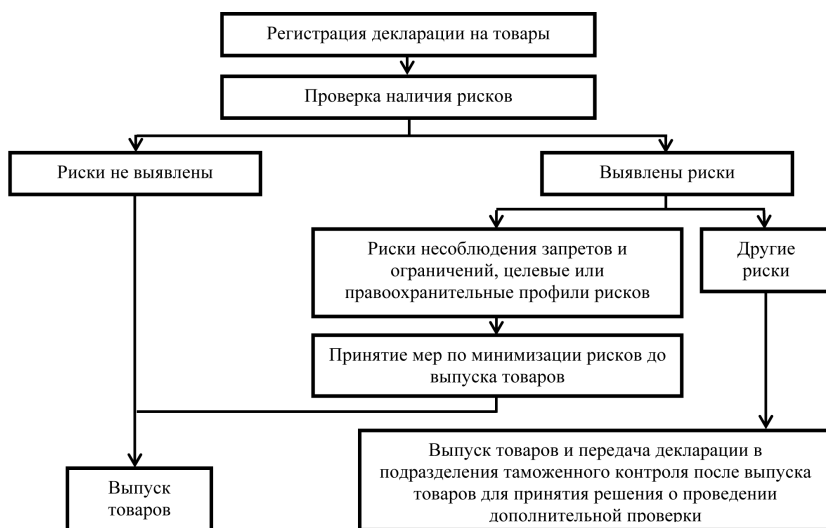 Регистрация декларации на товары
Проверка наличия рисков
Риски не выявлены
Выявлены риски
Риски несоблюдения запретов и
ограничений, целевые или
правоохранительные профили рисков
Другие
риски
Принятие мер по минимизации рисков до
выпуска товаров
Выпуск
товаров
Выпуск товаров и передача декларации в
подразделения таможенного контроля после выпуска
товаров для принятия решения о проведении
дополнительной проверки